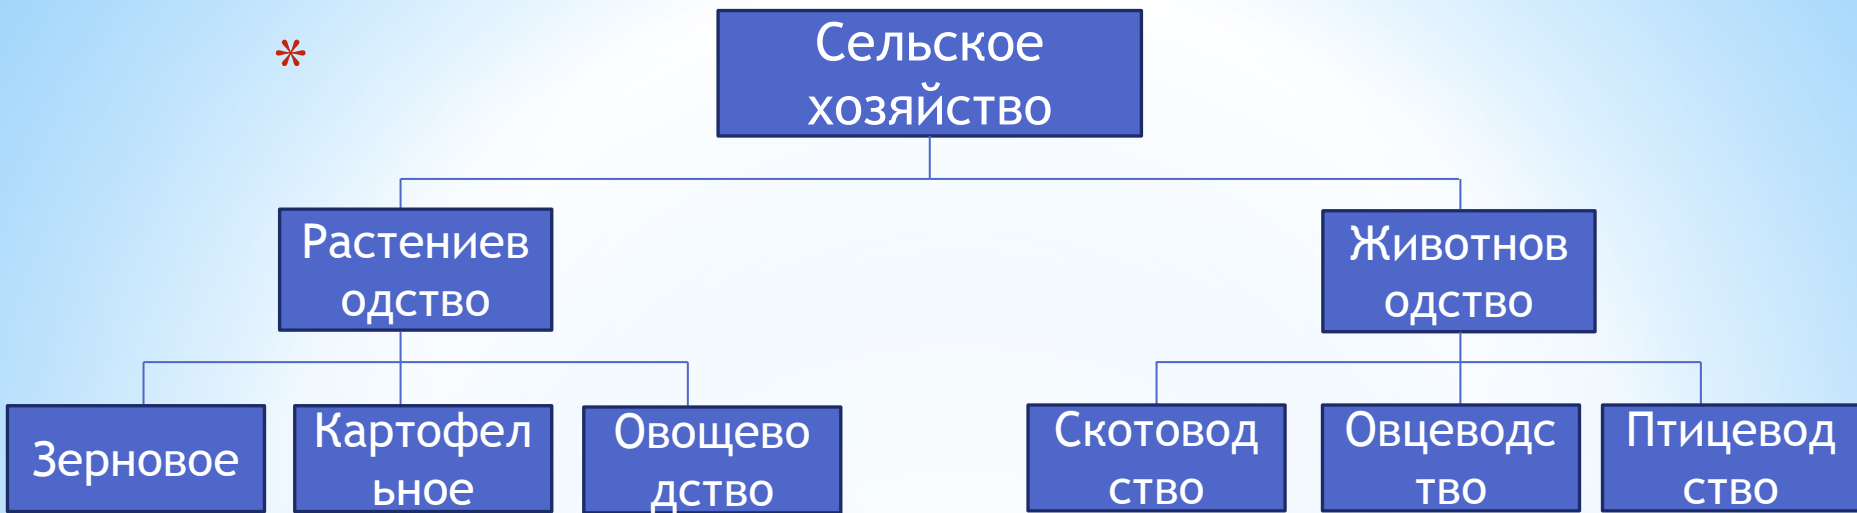 *
Сельское
хозяйство
Растениев
одство
Животнов
одство
Зерновое
Картофел
ьное
Овощево
дство
Скотовод
ство
Овцеводс
тво
Птицевод
ство